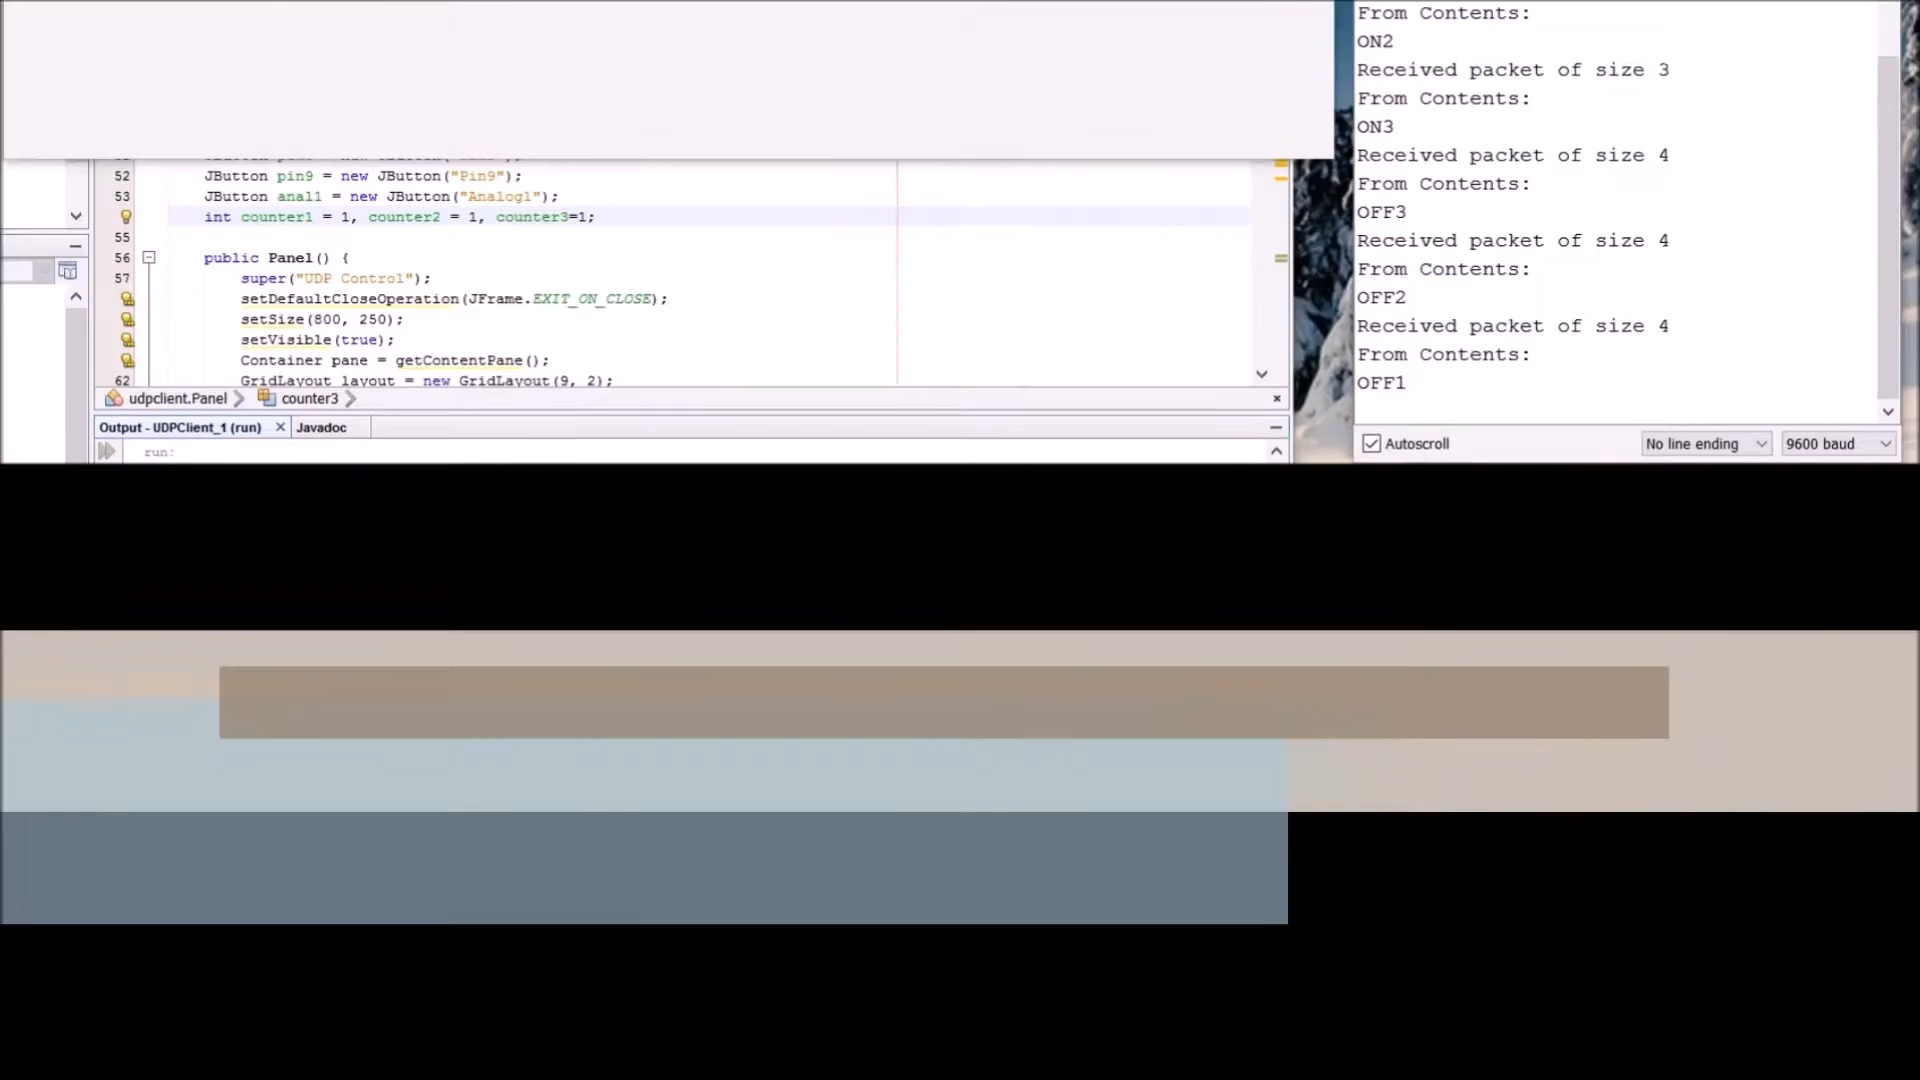 52 JButton pin9 = new JButton("Pin9");
53 JButton anal1 = new JButton("Analog1");
int counter1 = 1, counter2 = 1, counter3=1;
55
56 public Panel() {
57 super("UDP Control");
setDefaultCloseOperation(JFrame.EXIT_ON_CLOSE);
setSize(800, 250);
setVisible(true);
Container pane = getContentPane();
62 GridLayout layout = new GridLayout(9, 2);
udpclient.Panel counter3
Output - UDPClient_1 (run) Javadoc
run:
From Contents:
ON2
Received packet of size 3
From Contents:
ON3
Received packet of size 4
From Contents:
OFF3
Received packet of size 4
From Contents:
OFF2
Received packet of size 4
From Contents:
OFF1
Autoscroll No line ending 9600 baud